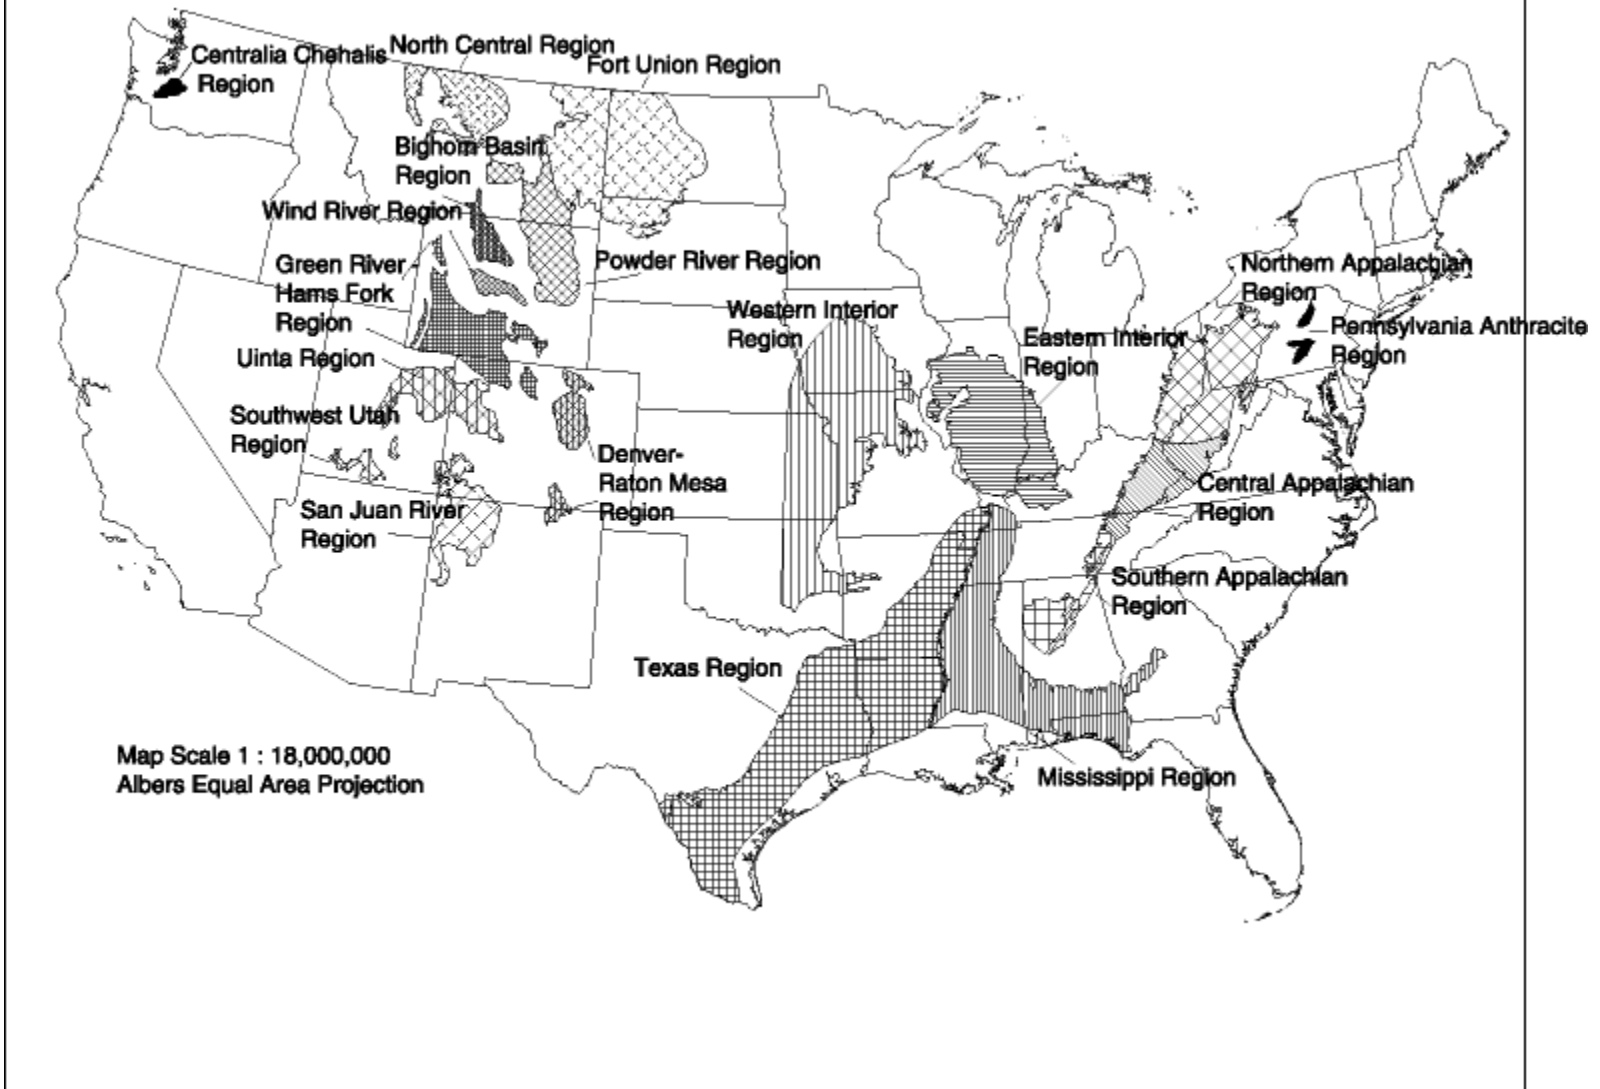 Centralia Chehalis
Region
North Central Region
Fort Union Region
Bighorn Basin
Region
Wind River Region
Green River
Hams Fork
Region
Powder River Region
Uinta Region
Southwest Utah
Region
San Juan River
Region
Denver-
Raton Mesa
Region
Western Interior
Region
Eastern Interior
Region
Northern Appalachian
Region
Pennsylvania Anthracite
Region
Central Appalachian
Region
Southern Appalachian
Region
Texas Region
Mississippi Region
Map Scale 1 : 18,000,000
Albers Equal Area Projection